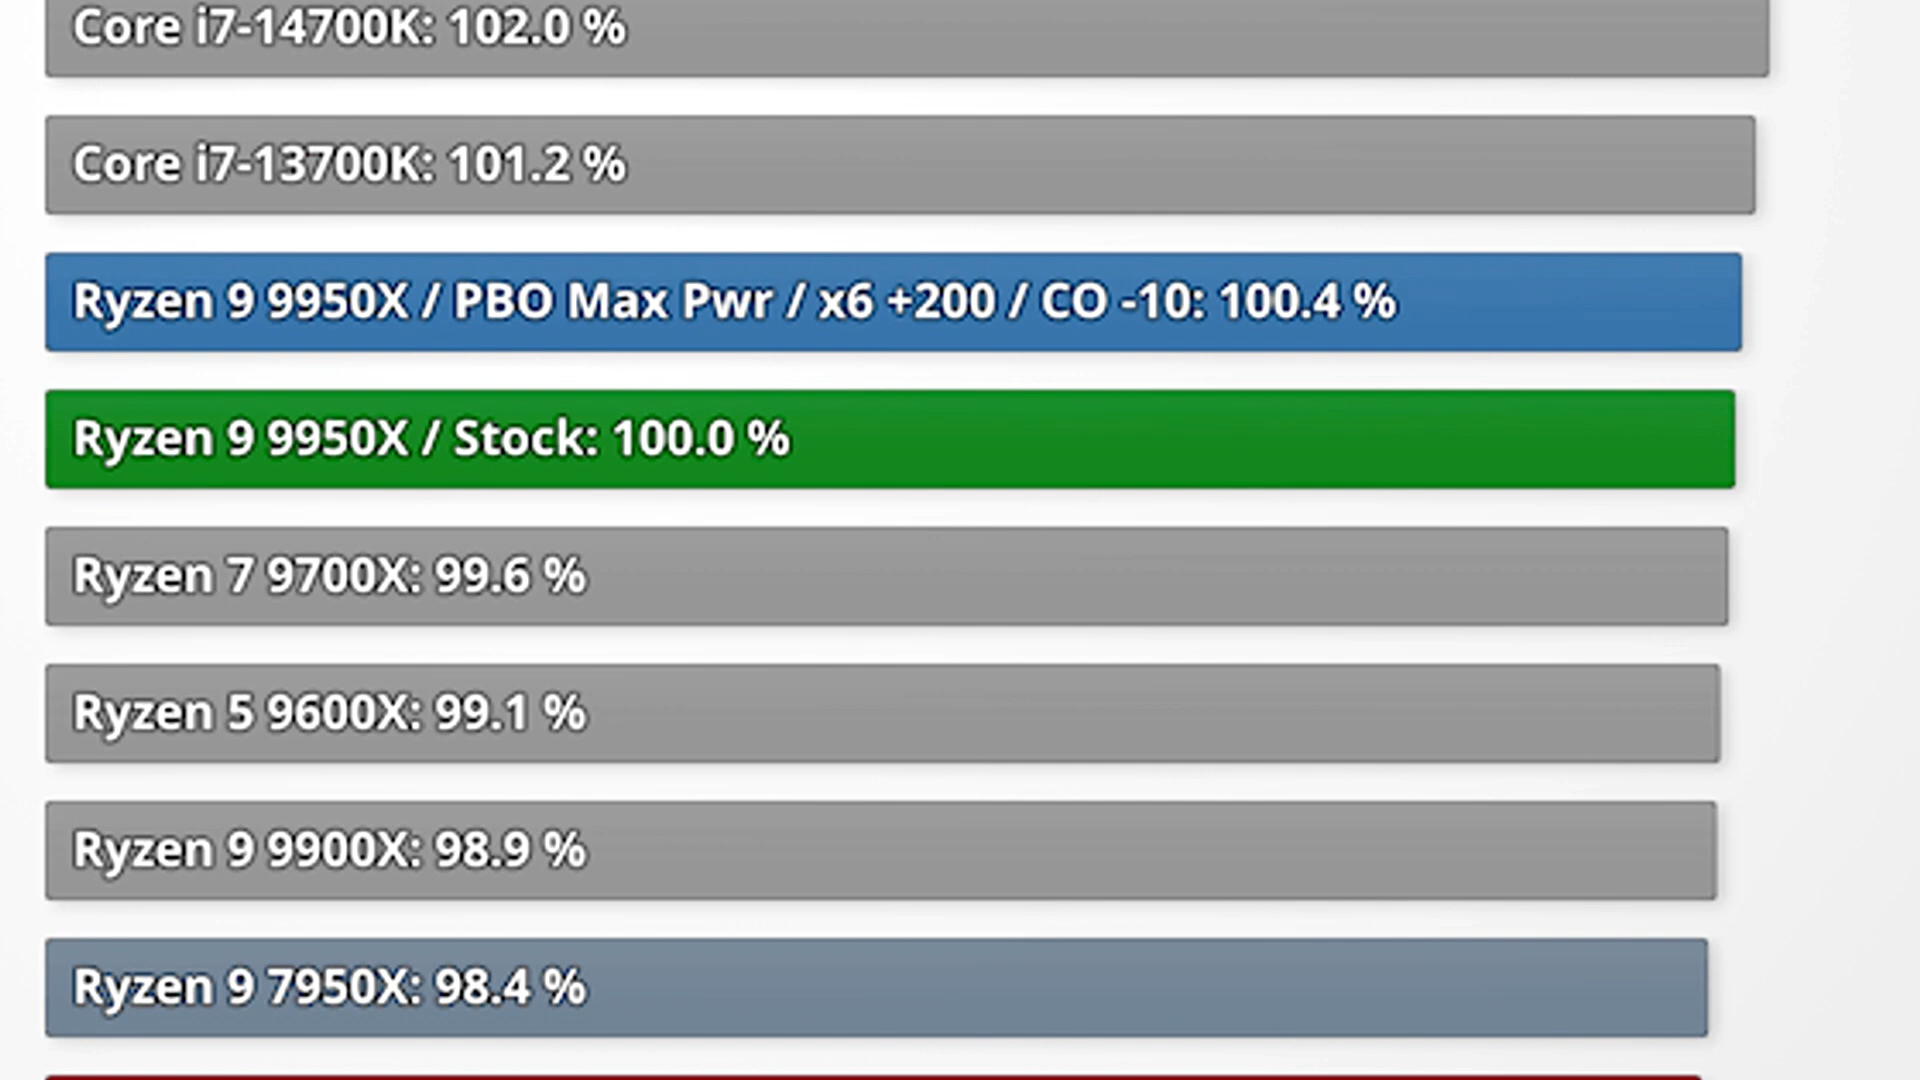 Core i7-14700K: 102.0 %
Core i7-13700K: 101.2 %
Ryzen 9 9950X / PBO Max Pwr / x6 +200 / CO -10: 100.4 %
Ryzen 9 9950X / Stock: 100.0 %
Ryzen 7 9700X: 99.6 %
Ryzen 5 9600X: 99.1 %
Ryzen 9 9900X: 98.9 %
Ryzen 9 7950X: 98.4 %